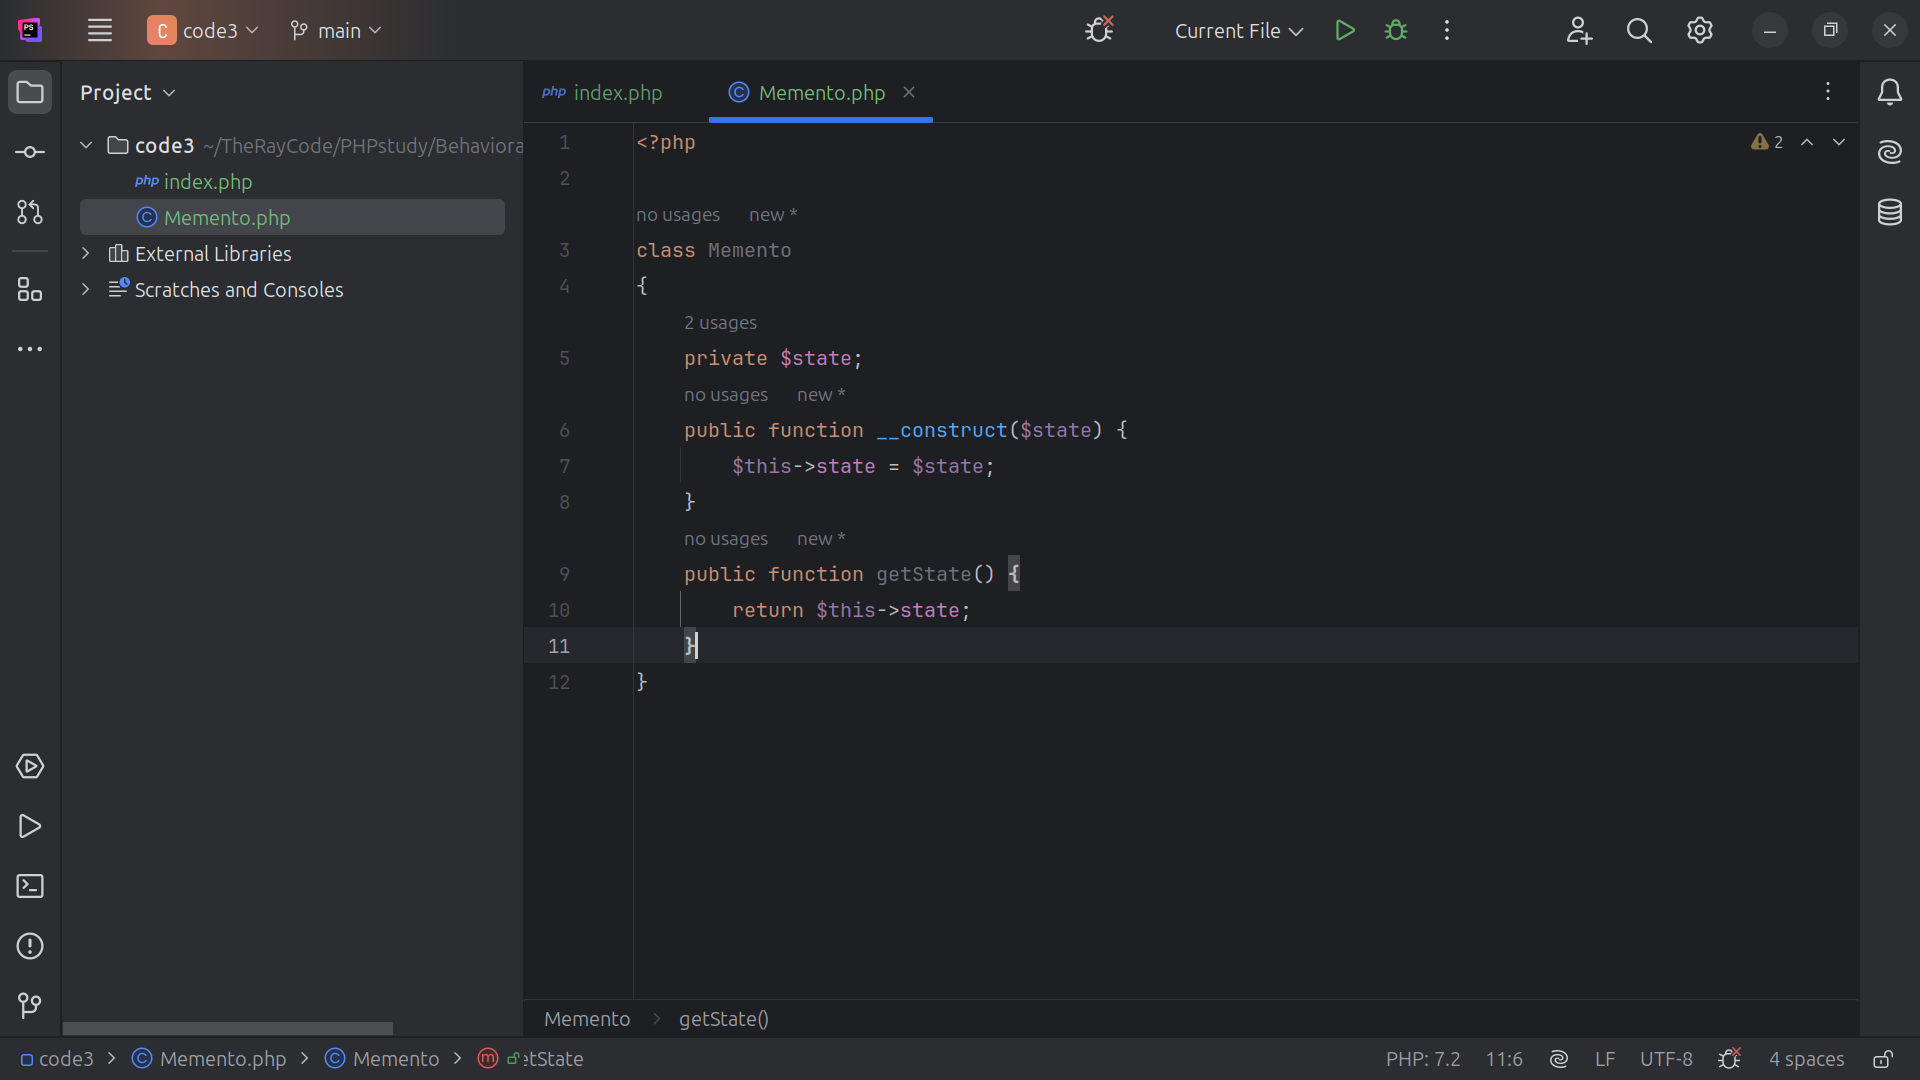 PS
C code3
main
Current File
Project
code3 ~/TheRayCode/PHPstudy/Behaviora
php index.php
C Memento.php
External Libraries
Scratches and Consoles
php index.php
C Memento.php
2
1 <?php
2
no usages new *
3 class Memento
4 {
2 usages
5 private $state;
no usages new *
6 public function __construct($state) {
7 $this->state = $state;
8 }
no usages new *
9 public function getState() {
10 return $this->state;
11 }
12 }
Memento > getState()
code3 > C Memento.php > C Memento > m etState
PHP: 7.2 11:6 LF UTF-8 4 spaces